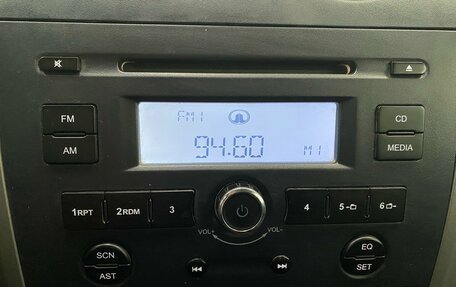 FM1
94.60 M1
FM
AM
CD
MEDIA
1RPT 2RDM 3
4 5- 6-
VOL+ VOL-
SCN
AST
EQ
SET